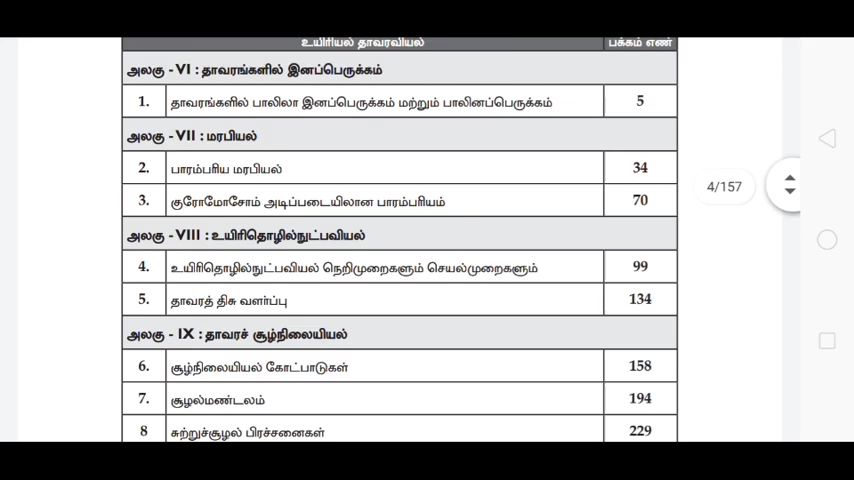 உயிரியல் தாவரவியல் பக்கம் எண்
அலகு - VI : தாவரங்களில் இனப்பெருக்கம்
1. தாவரங்களில் பாலிலா இனப்பெருக்கம் மற்றும் பாலினப்பெருக்கம் 5
அலகு - VII : மரபியல்
2. பாரம்பரிய மரபியல் 34
3. குரோமோசோம் அடிப்படையிலான பாரம்பரியம் 70
அலகு - VIII : உயிரிதொழில்நுட்பவியல்
4. உயிரிதொழில்நுட்பவியல் நெறிமுறைகளும் செயல்முறைகளும் 99
5. தாவரத் திசு வளர்ப்பு 134
அலகு - IX : தாவரச் சூழ்நிலையியல்
6. சூழ்நிலையியல் கோட்பாடுகள் 158
7. சூழல்மண்டலம் 194
8 சுற்றுச்சூழல் பிரச்சனைகள் 229
4/157